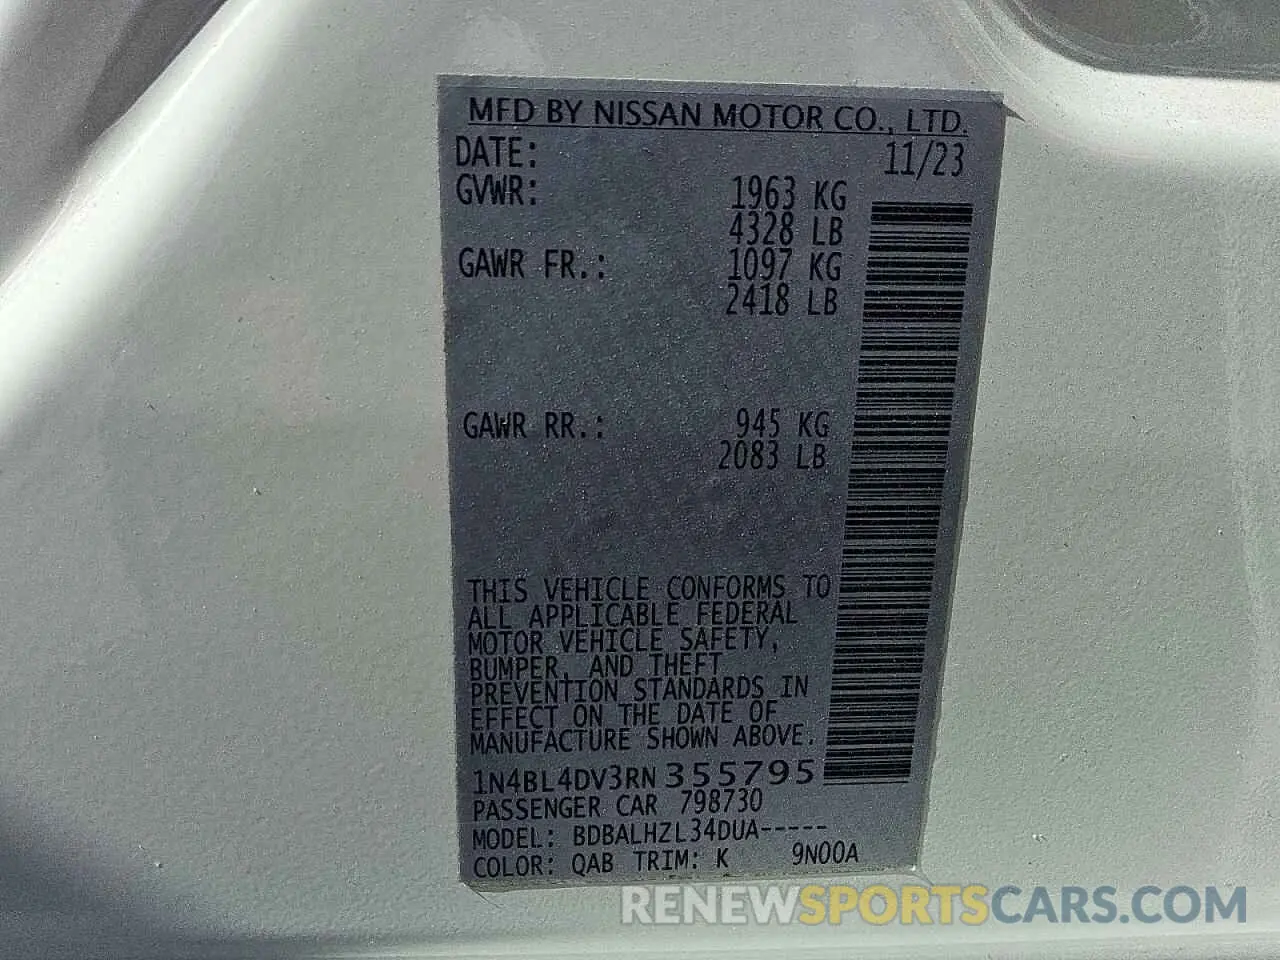 MFD BY NISSAN MOTOR CO., LTD.
DATE: 11/23
GVWR: 1963 KG
4328 LB
GAWR FR.: 1097 KG
2418 LB
GAWR RR.: 945 KG
2083 LB
THIS VEHICLE CONFORMS TO
ALL APPLICABLE FEDERAL
MOTOR VEHICLE SAFETY,
BUMPER, AND THEFT
PREVENTION STANDARDS IN
EFFECT ON THE DATE OF
MANUFACTURE SHOWN ABOVE.
1N4BL4DV3RN355795
PASSENGER CAR 798730
MODEL: BDBALHZL34DUA-----
COLOR: QAB TRIM: K 9N00A
RENEWSPORTSCARS.COM